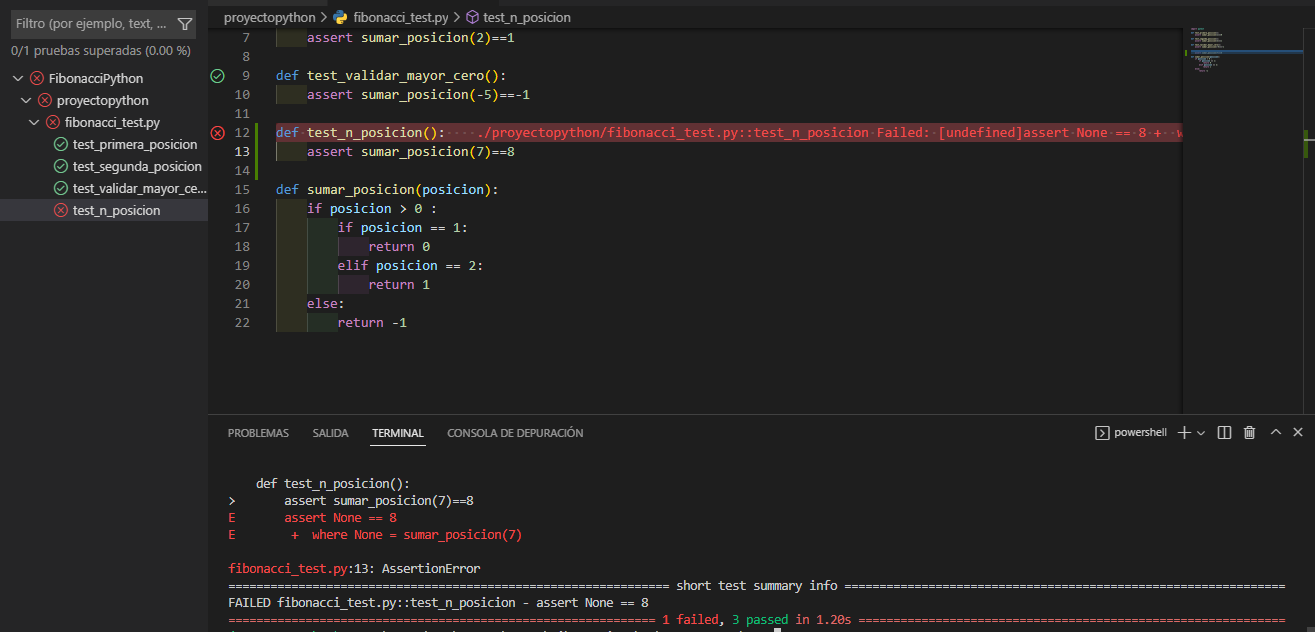 Filtro (por ejemplo, text, ...
0/1 pruebas superadas (0.00 %)
FibonacciPython
proyectopython
fibonacci_test.py
test_primera_posicion
test_segunda_posicion
test_validar_mayor_ce...
test_n_posicion
proyectopython > fibonacci_test.py > test_n_posicion
7 assert sumar_posicion(2)==1
8
9 def test_validar_mayor_cero():
10 assert sumar_posicion(-5)==-1
11
12 def test_n_posicion(): ./proyectopython/fibonacci_test.py::test_n_posicion Failed: [undefined]assert None == 8 + w
13 assert sumar_posicion(7)==8
14
15 def sumar_posicion(posicion):
16 if posicion > 0 :
17 if posicion == 1:
18 return 0
19 elif posicion == 2:
20 return 1
21 else:
22 return -1
PROBLEMAS SALIDA TERMINAL CONSOLA DE DEPURACIÓN powershell
def test_n_posicion():
> assert sumar_posicion(7)==8
E assert None == 8
E + where None = sumar_posicion(7)
fibonacci_test.py:13: AssertionError
=============== short test summary info ===============
FAILED fibonacci_test.py::test_n_posicion - assert None == 8
=============== 1 failed, 3 passed in 1.20s ===============